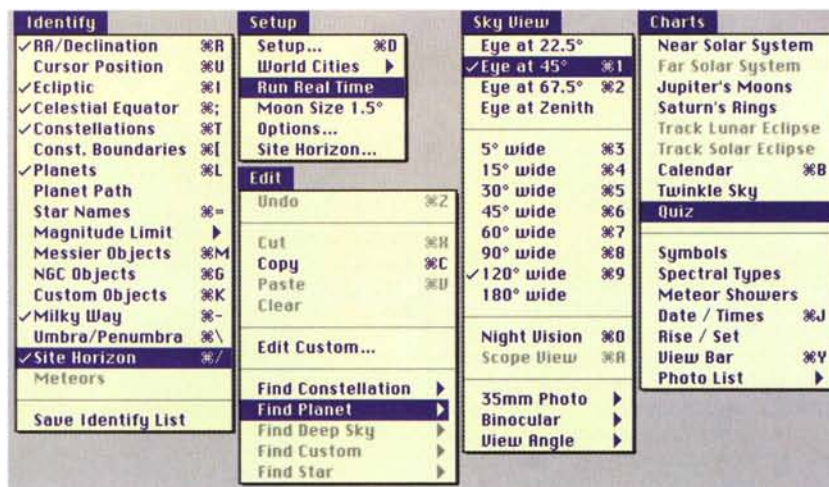 Identify
✓RA/Declination ⌘R
Cursor Position ⌘U
✓Ecliptic ⌘I
✓Celestial Equator ⌘;
✓Constellations ⌘T
Const. Boundaries ⌘[
✓Planets ⌘L
Planet Path
Star Names ⌘=
Magnitude Limit ▶
Messier Objects ⌘M
NGC Objects ⌘G
Custom Objects ⌘K
✓Milky Way ⌘-
Umbra/Penumbra ⌘\
✓Site Horizon ⌘/
Meteors
Save Identify List
Setup
Setup... ⌘D
World Cities ▶
Run Real Time
Moon Size 1.5°
Options...
Site Horizon...
Edit
Undo ⌘Z
Cut ⌘X
Copy ⌘C
Paste ⌘V
Clear
Edit Custom...
Find Constellation ▶
Find Planet ▶
Find Deep Sky ▶
Find Custom ▶
Find Star ▶
Sky View
Eye at 22.5°
✓Eye at 45° ⌘1
Eye at 67.5° ⌘2
Eye at Zenith
5° wide ⌘3
15° wide ⌘4
30° wide ⌘5
45° wide ⌘6
60° wide ⌘7
90° wide ⌘8
✓120° wide ⌘9
180° wide
Night Vision ⌘0
Scope View ⌘A
35mm Photo ▶
Binocular ▶
View Angle ▶
Charts
Near Solar System
Far Solar System
Jupiter's Moons
Saturn's Rings
Track Lunar Eclipse
Track Solar Eclipse
Calendar ⌘B
Twinkle Sky
Quiz
Symbols
Spectral Types
Meteor Showers
Date / Times ⌘J
Rise / Set
View Bar ⌘Y
Photo List ▶